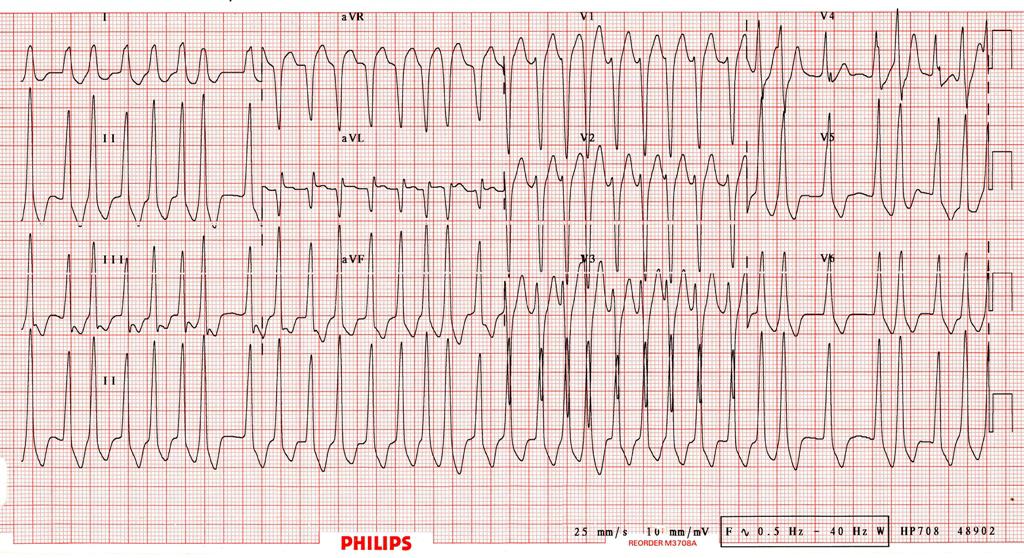 I aVR V1 V4
II aVL V2 V5
III aVF V3 V6
II
25 mm/s 10 mm/mV F ∿ 0.5 Hz - 40 Hz W HP708 48902
PHILIPS REORDER M3708A